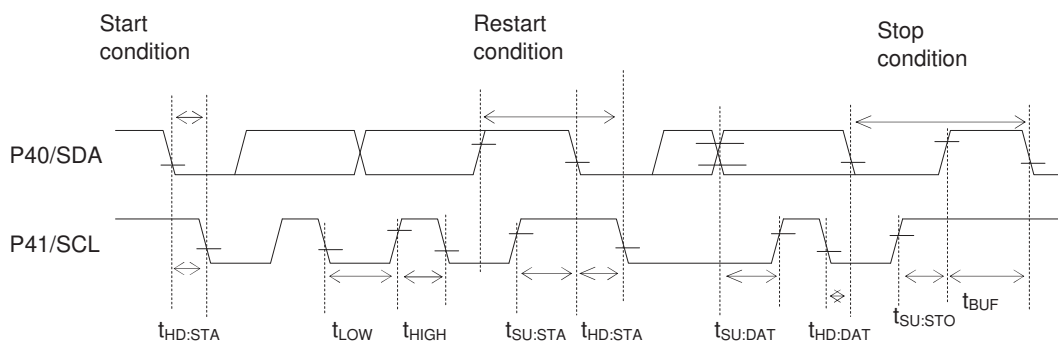 Start
condition
Restart
condition
Stop
condition
P40/SDA
P41/SCL
tHD:STA
tLOW
tHIGH
tSU:STA
tHD:STA
tSU:DAT
tHD:DAT
tSU:STO
tBUF